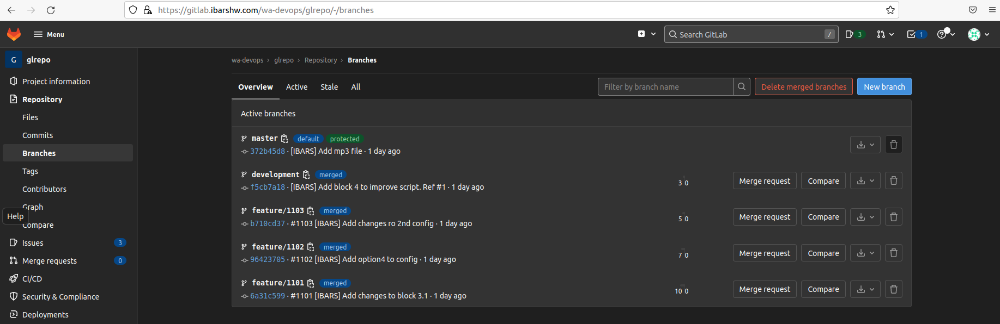 https://gitlab.ibarshw.com/wa-devops/glrepo/-/branches
Menu
Search GitLab /
3
1
G glrepo
Project information
Repository
Files
Commits
Branches
Tags
Contributors
Graph
Help
Compare
Issues 3
Merge requests 0
CI/CD
Security & Compliance
Deployments
wa-devops › glrepo › Repository › Branches
Overview Active Stale All
Filter by branch name
Delete merged branches
New branch
Active branches
master default protected
372b45d8 · [IBARS] Add mp3 file · 1 day ago
development merged
f5cb7a18 · [IBARS] Add block 4 to improve script. Ref #1 · 1 day ago
3 0 Merge request Compare
feature/1103 merged
b710cd37 · #1103 [IBARS] Add changes ro 2nd config · 1 day ago
5 0 Merge request Compare
feature/1102 merged
96423705 · #1102 [IBARS] Add option4 to config · 1 day ago
7 0 Merge request Compare
feature/1101 merged
6a31c599 · #1101 [IBARS] Add changes to block 3.1 · 1 day ago
10 0 Merge request Compare